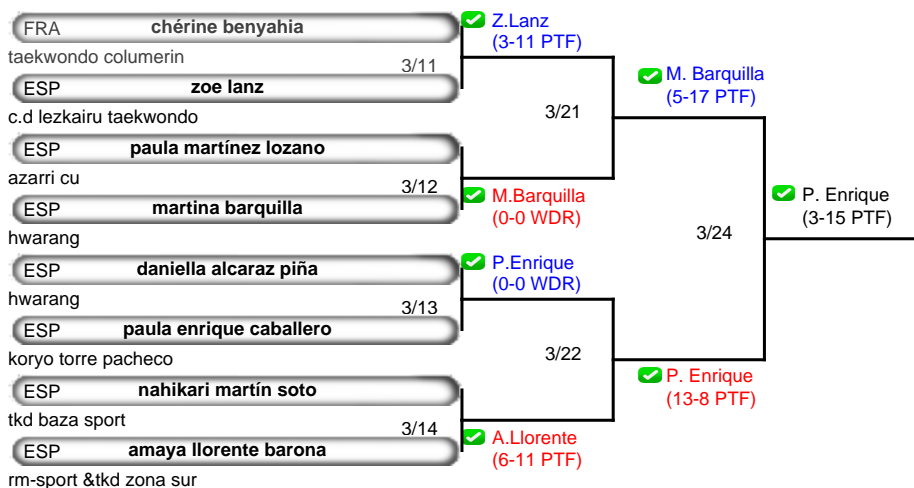 FRA chérine benyahia
taekwondo columerin
3/11
ESP zoe lanz
c.d lezkairu taekwondo
ESP paula martínez lozano
azarri cu
3/12
ESP martina barquilla
hwarang
ESP daniella alcaraz piña
hwarang
3/13
ESP paula enrique caballero
koryo torre pacheco
ESP nahikari martín soto
tkd baza sport
3/14
ESP amaya llorente barona
rm-sport &tkd zona sur
Z.Lanz
(3-11 PTF)
3/21
M.Barquilla
(0-0 WDR)
P.Enrique
(0-0 WDR)
3/22
A.Llorente
(6-11 PTF)
M. Barquilla
(5-17 PTF)
3/24
P. Enrique
(13-8 PTF)
P. Enrique
(3-15 PTF)